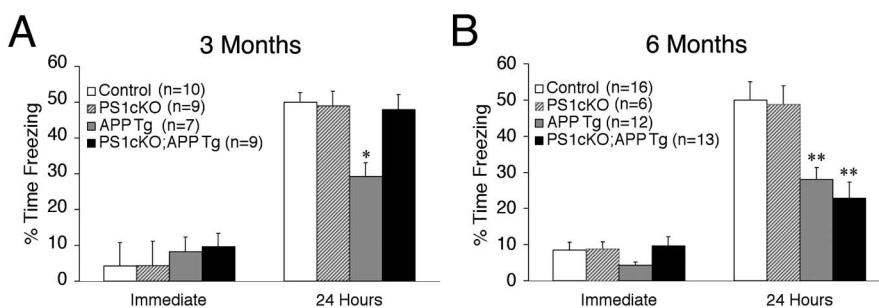 A
3 Months
% Time Freezing
60
50
40
30
20
10
0
Control (n=10)
PS1cKO (n=9)
APP Tg (n=7)
PS1cKO;APP Tg (n=9)
*
Immediate
24 Hours
B
6 Months
% Time Freezing
60
50
40
30
20
10
0
Control (n=16)
PS1cKO (n=6)
APP Tg (n=12)
PS1cKO;APP Tg (n=13)
**
**
Immediate
24 Hours